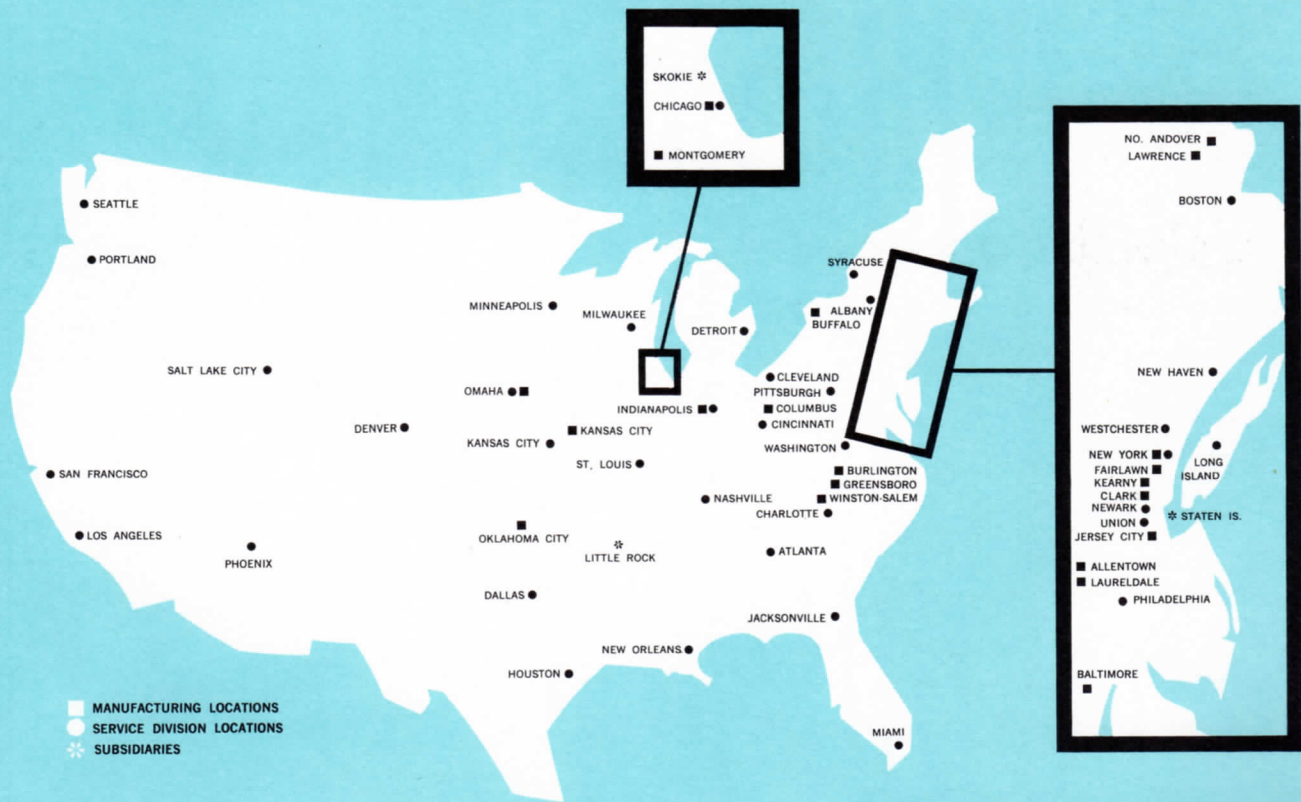 SKOKIE
CHICAGO
MONTGOMERY
NO. ANDOVER
LAWRENCE
BOSTON
NEW HAVEN
WESTCHESTER
NEW YORK
LONG
ISLAND
FAIRLAWN
KEARNY
CLARK
NEWARK
STATEN IS.
UNION
JERSEY CITY
ALLENTOWN
LAURELDALE
PHILADELPHIA
BALTIMORE
SEATTLE
PORTLAND
SYRACUSE
MINNEAPOLIS
MILWAUKEE
DETROIT
ALBANY
BUFFALO
SALT LAKE CITY
OMAHA
CLEVELAND
PITTSBURGH
INDIANAPOLIS
COLUMBUS
CINCINNATI
DENVER
KANSAS CITY
KANSAS CITY
WASHINGTON
ST. LOUIS
BURLINGTON
SAN FRANCISCO
GREENSBORO
NASHVILLE
WINSTON-SALEM
CHARLOTTE
LOS ANGELES
PHOENIX
OKLAHOMA CITY
LITTLE ROCK
ATLANTA
DALLAS
JACKSONVILLE
NEW ORLEANS
HOUSTON
MIAMI
MANUFACTURING LOCATIONS
SERVICE DIVISION LOCATIONS
SUBSIDIARIES